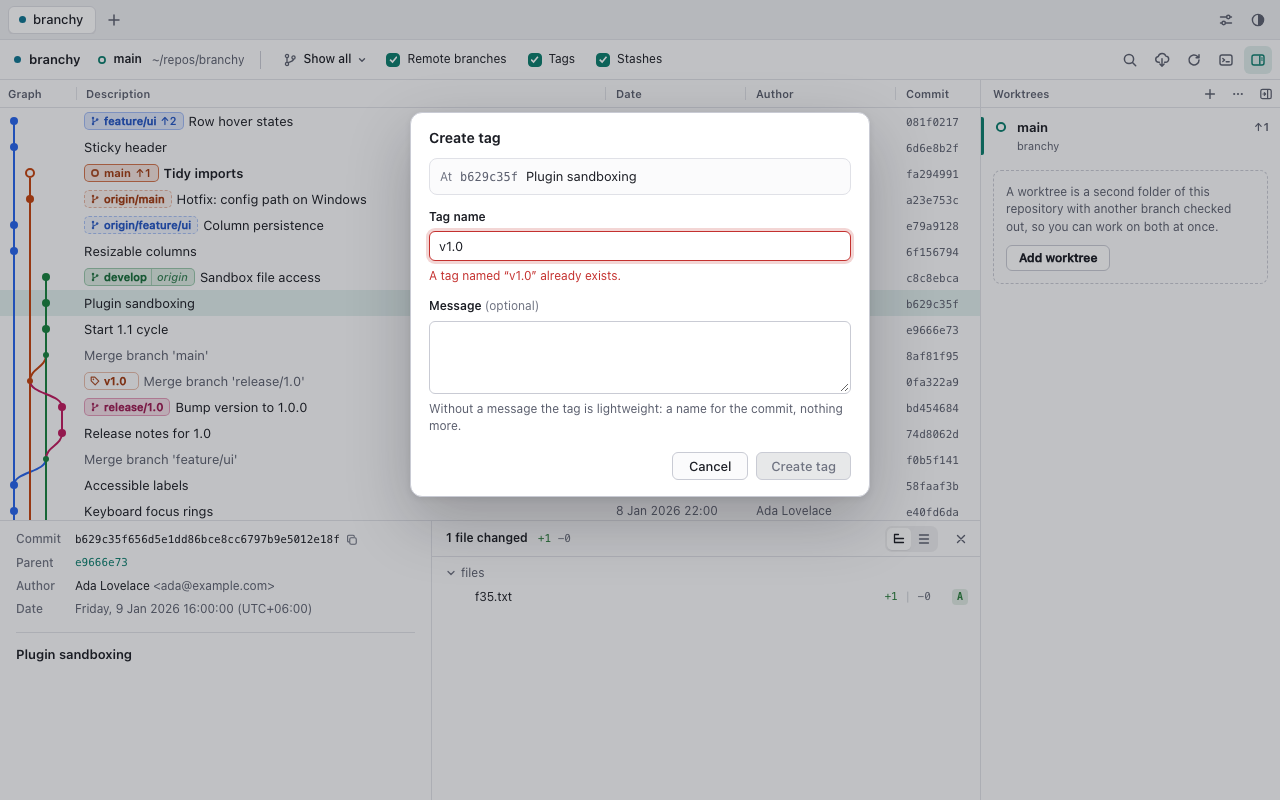 branchy
branchy main ~/repos/branchy Show all Remote branches Tags Stashes
Graph Description Date Author Commit Worktrees
feature/ui ↑2 Row hover states 081f0217
Sticky header 6d6e8b2f
main ↑1 Tidy imports fa294991
origin/main Hotfix: config path on Windows a23e753c
origin/feature/ui Column persistence e79a9128
Resizable columns 6f156794
develop origin Sandbox file access c8c8ebca
Plugin sandboxing b629c35f
Start 1.1 cycle e9666e73
Merge branch 'main' 8af81f95
v1.0 Merge branch 'release/1.0' 0fa322a9
release/1.0 Bump version to 1.0.0 bd454684
Release notes for 1.0 74d8062d
Merge branch 'feature/ui' f0b5f141
Accessible labels 58faaf3b
Keyboard focus rings 8 Jan 2026 22:00 Ada Lovelace e40fd6da
Create tag
At b629c35f Plugin sandboxing
Tag name
v1.0
A tag named “v1.0” already exists.
Message (optional)
Without a message the tag is lightweight: a name for the commit, nothing
more.
Cancel Create tag
main ↑1
branchy
A worktree is a second folder of this
repository with another branch checked
out, so you can work on both at once.
Add worktree
Commit b629c35f656d5e1dd86bce8cc6797b9e5012e18f
Parent e9666e73
Author Ada Lovelace <ada@example.com>
Date Friday, 9 Jan 2026 16:00:00 (UTC+06:00)
Plugin sandboxing
1 file changed +1 −0
files
f35.txt +1 | −0 A